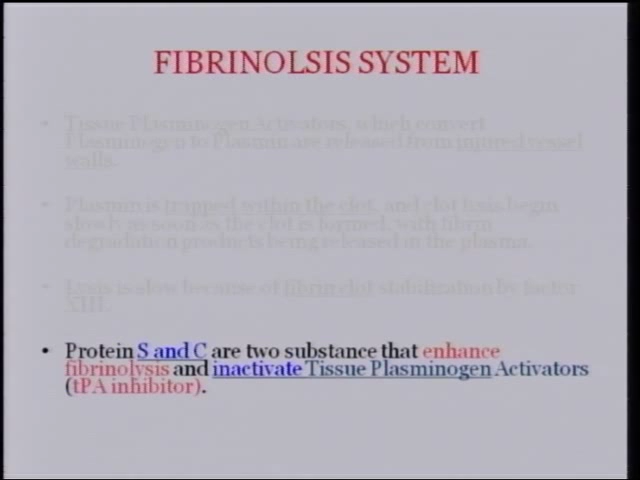 FIBRINOLSIS SYSTEM
• Tissue Plasminogen Activators, which convert
Plasminogen to Plasmin are released from injured vessel
walls.
• Plasmin is trapped within the clot, and clot lysis begin
slowly as soon as the clot is formed, with fibrin
degradation products being released in the plasma.
• Lysis is slow because of fibrin clot stabilization by factor
XIII.
• Protein S and C are two substance that enhance
fibrinolysis and inactivate Tissue Plasminogen Activators
(tPA inhibitor).